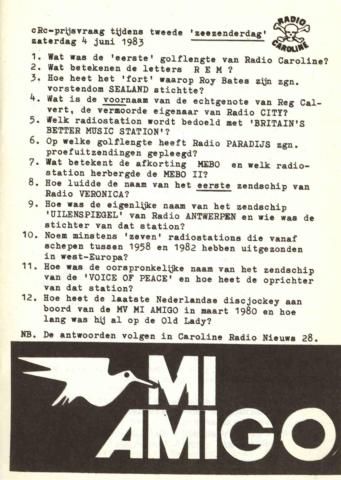 cRc-prijsvraag tijdens tweede 'zeezenderdag'
zaterdag 4 juni 1983
RADIO
CAROLINE
1. Wat was de 'eerste' golflengte van Radio Caroline?
2. Wat betekenen de letters R E M ?
3. Hoe heet het 'fort' waarop Roy Bates zijn zgn.
vorstendom SEALAND stichtte?
4. Wat is de voornaam van de echtgenote van Reg Cal-
vert, de vermoorde eigenaar van Radio CITY?
5. Welk radiostation wordt bedoeld met 'BRITAIN'S
BETTER MUSIC STATION'?
6. Op welke golflengte heeft Radio PARADIJS zgn.
proefuitzendingen gepleegd?
7. Wat betekent de afkorting MEBO en welk radio-
station herbergde de MEBO II?
8. Hoe luidde de naam van het eerste zendschip van
Radio VERONICA?
9. Hoe was de eigenlijke naam van het zendschip
'UILENSPIEGEL' van Radio ANTWERPEN en wie was de
stichter van dat station?
10. Noem minstens 'zeven' radiostations die vanaf
schepen tussen 1958 en 1982 hebben uitgezonden
in west-Europa?
11. Hoe was de oorspronkelijke naam van het zendschip
van de 'VOICE OF PEACE' en hoe heet de oprichter
van dat station?
12. Hoe heet de laatste Nederlandse discjockey aan
boord van de MV MI AMIGO in maart 1980 en hoe
lang was hij al op de Old Lady?
NB. De antwoorden volgen in Caroline Radio Nieuws 28.
MI
AMIGO